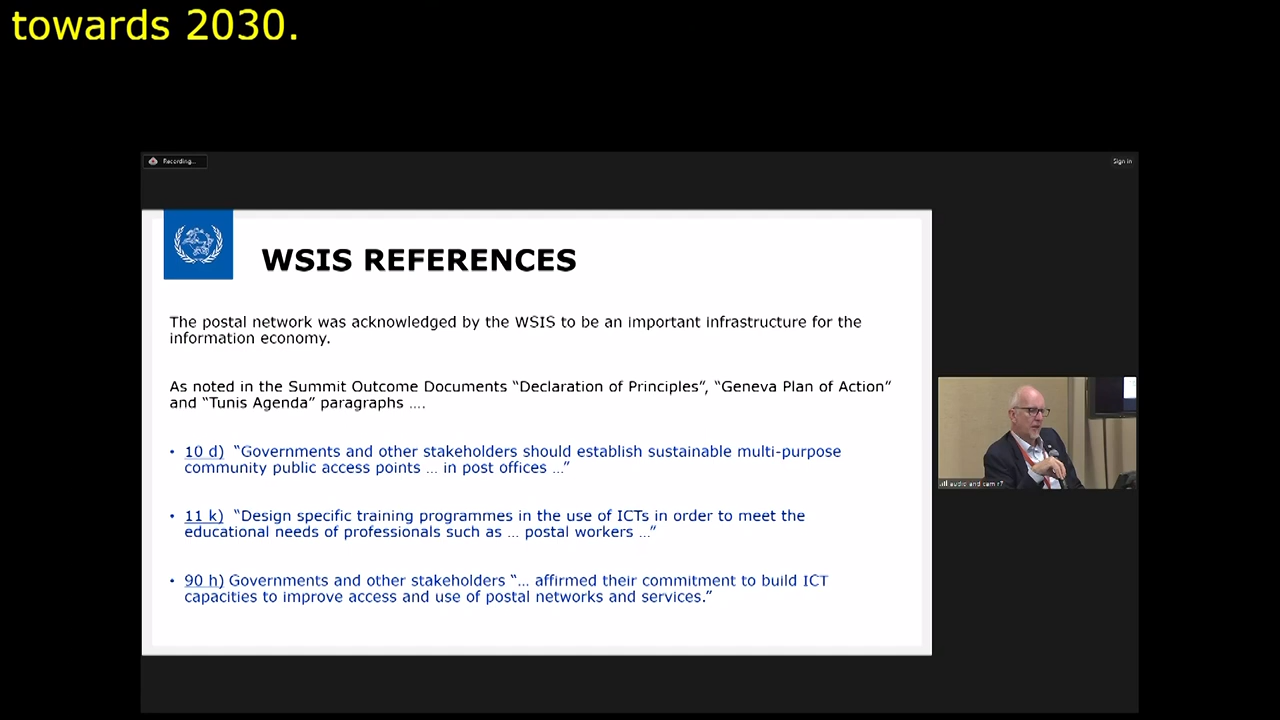 towards 2030.
Recording...
Sign in
WSIS REFERENCES
The postal network was acknowledged by the WSIS to be an important infrastructure for the
information economy.
As noted in the Summit Outcome Documents “Declaration of Principles”, “Geneva Plan of Action”
and “Tunis Agenda” paragraphs ....
• 10 d) “Governments and other stakeholders should establish sustainable multi-purpose
community public access points … in post offices …”
• 11 k) “Design specific training programmes in the use of ICTs in order to meet the
educational needs of professionals such as … postal workers …”
• 90 h) Governments and other stakeholders “… affirmed their commitment to build ICT
capacities to improve access and use of postal networks and services.”
audio and cam r7